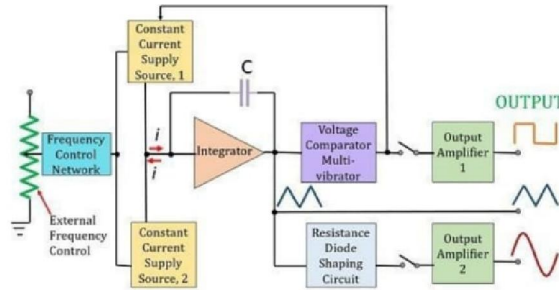 Constant
Current
Supply
Source, 1
C
OUTPUT
Frequency
Control
Network
i
i
Integrator
Voltage
Comparator
Multi-
vibrator
Output
Amplifier
1
External
Frequency
Control
Constant
Current
Supply
Source, 2
Resistance
Diode
Shaping
Circuit
Output
Amplifier
2